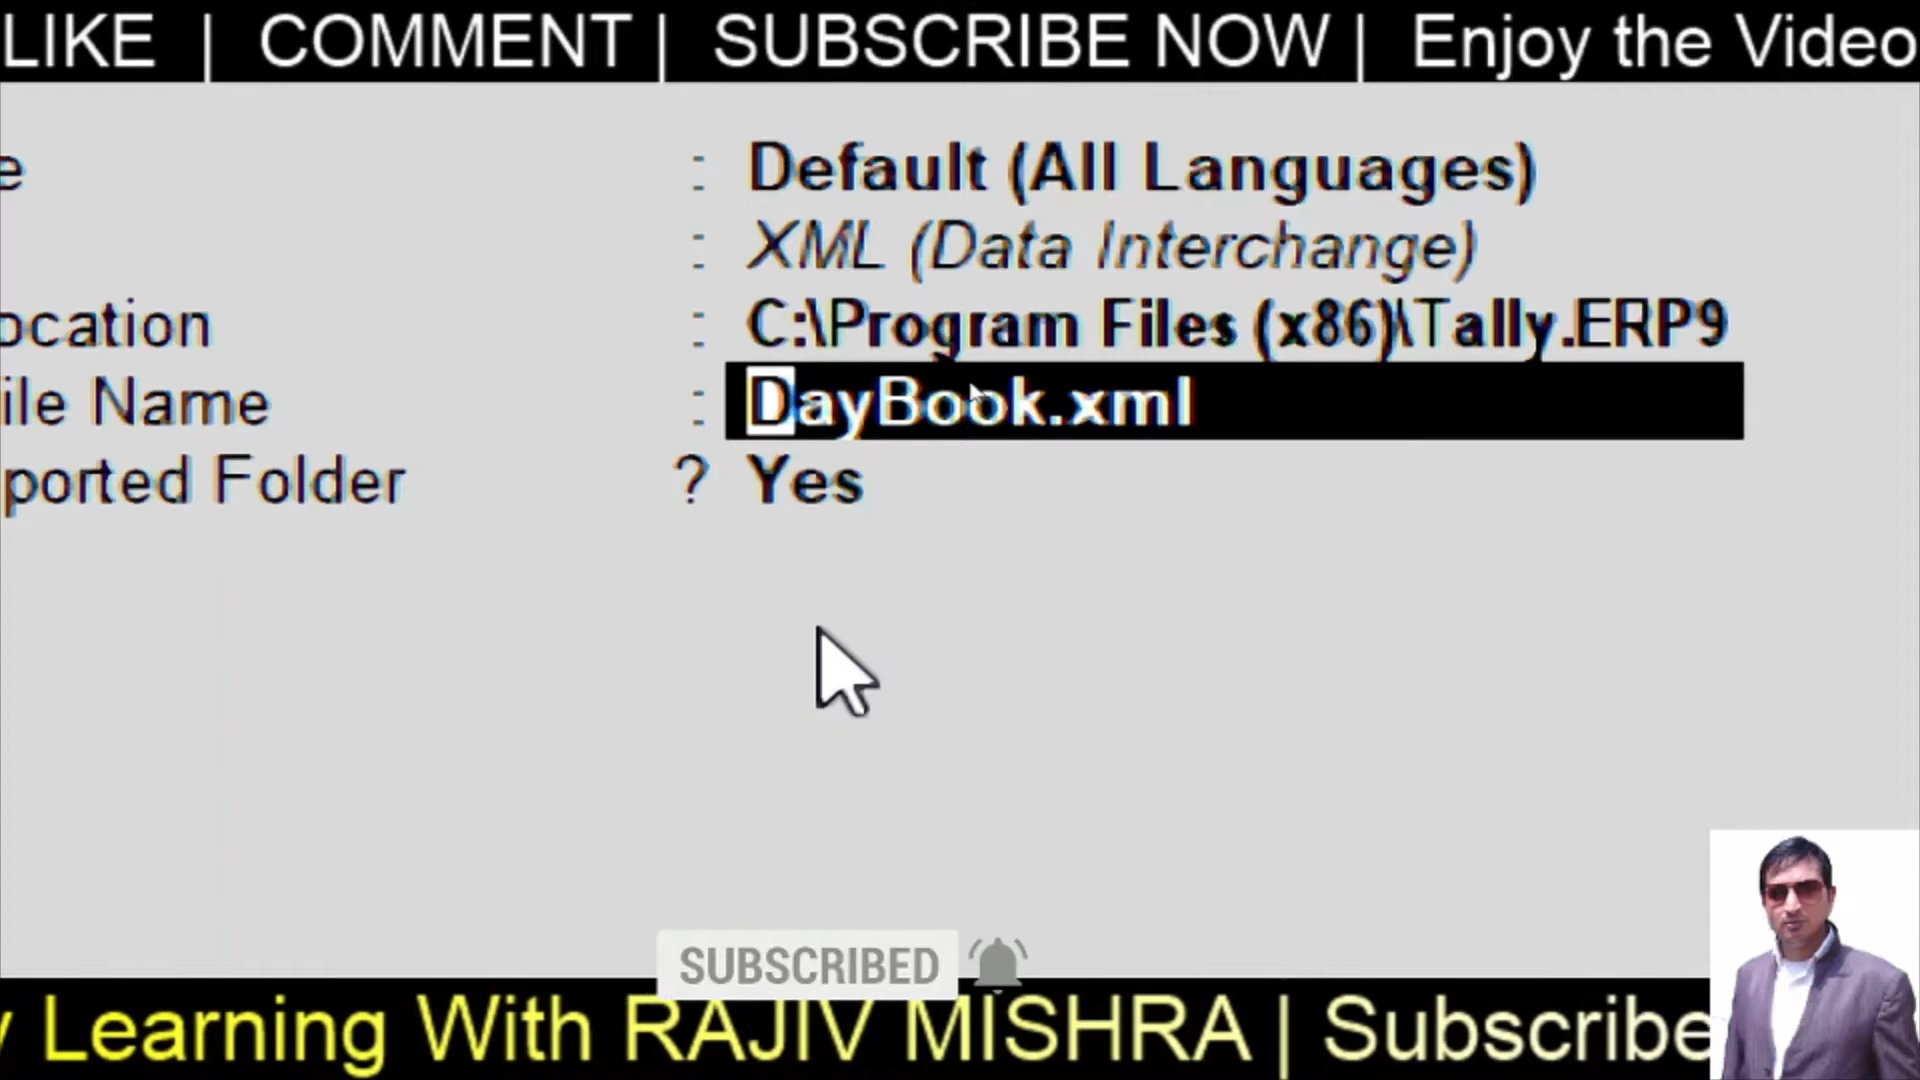 LIKE | COMMENT | SUBSCRIBE NOW | Enjoy the Video
e : Default (All Languages)
: XML (Data Interchange)
ocation : C:\Program Files (x86)\Tally.ERP9
ile Name : DayBook.xml
ported Folder ? Yes
SUBSCRIBED
y Learning With RAJIV MISHRA | Subscribe